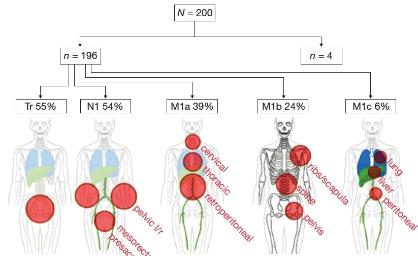 N = 200
n = 196
n = 4
Tr 55%
N1 54%
M1a 39%
M1b 24%
M1c 6%
pelvic l/r
mesorect
presac
cervical
thoracic
retroperitoneal
ribs/scapula
spine
pelvis
lung
liver
peritoneal